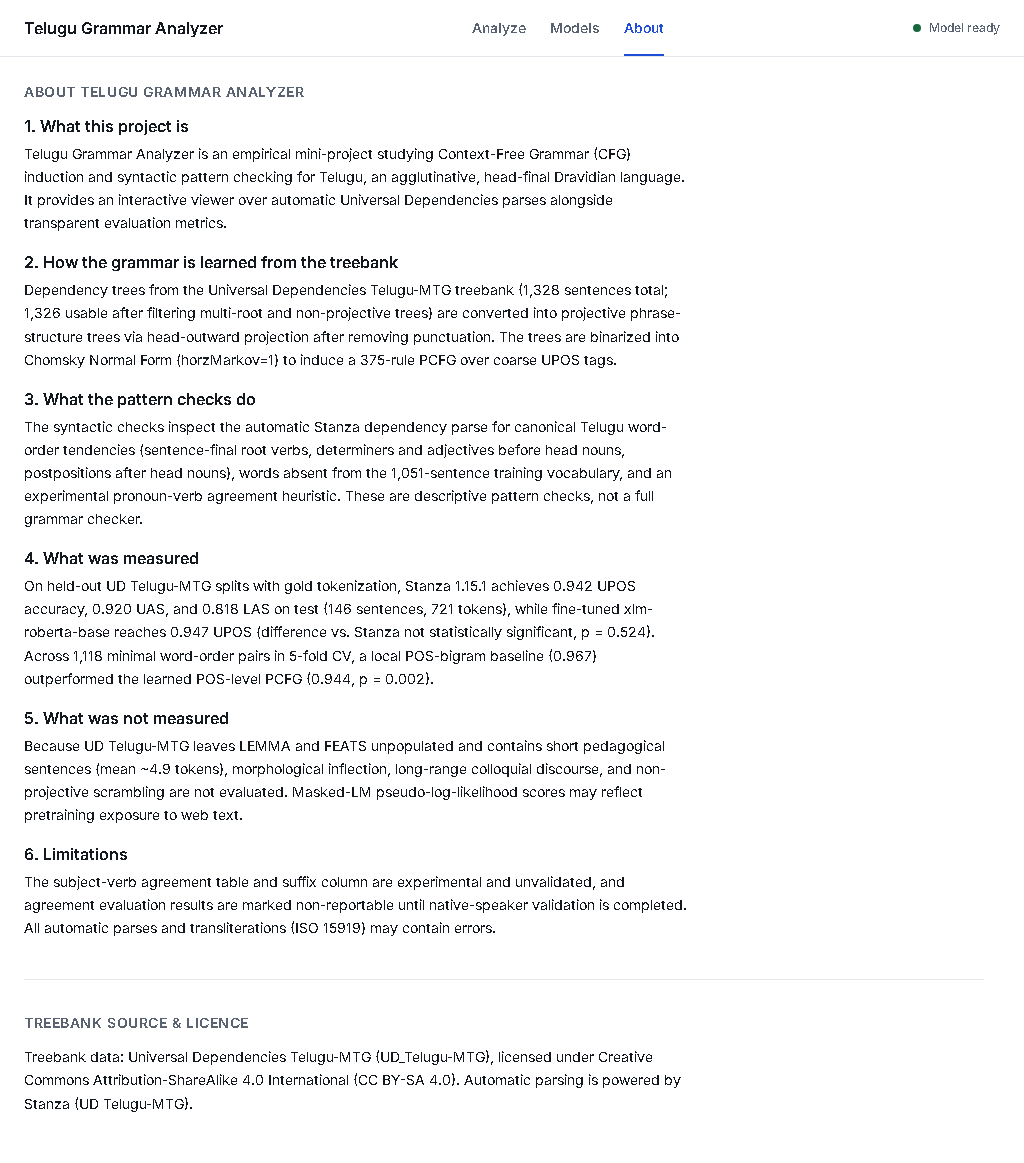 Telugu Grammar Analyzer
Analyze
Models
About
Model ready
ABOUT TELUGU GRAMMAR ANALYZER
1. What this project is
Telugu Grammar Analyzer is an empirical mini-project studying Context-Free Grammar (CFG)
induction and syntactic pattern checking for Telugu, an agglutinative, head-final Dravidian language.
It provides an interactive viewer over automatic Universal Dependencies parses alongside
transparent evaluation metrics.
2. How the grammar is learned from the treebank
Dependency trees from the Universal Dependencies Telugu-MTG treebank (1,328 sentences total;
1,326 usable after filtering multi-root and non-projective trees) are converted into projective phrase-
structure trees via head-outward projection after removing punctuation. The trees are binarized into
Chomsky Normal Form (horzMarkov=1) to induce a 375-rule PCFG over coarse UPOS tags.
3. What the pattern checks do
The syntactic checks inspect the automatic Stanza dependency parse for canonical Telugu word-
order tendencies (sentence-final root verbs, determiners and adjectives before head nouns,
postpositions after head nouns), words absent from the 1,051-sentence training vocabulary, and an
experimental pronoun-verb agreement heuristic. These are descriptive pattern checks, not a full
grammar checker.
4. What was measured
On held-out UD Telugu-MTG splits with gold tokenization, Stanza 1.15.1 achieves 0.942 UPOS
accuracy, 0.920 UAS, and 0.818 LAS on test (146 sentences, 721 tokens), while fine-tuned xlm-
roberta-base reaches 0.947 UPOS (difference vs. Stanza not statistically significant, p = 0.524).
Across 1,118 minimal word-order pairs in 5-fold CV, a local POS-bigram baseline (0.967)
outperformed the learned POS-level PCFG (0.944, p = 0.002).
5. What was not measured
Because UD Telugu-MTG leaves LEMMA and FEATS unpopulated and contains short pedagogical
sentences (mean ~4.9 tokens), morphological inflection, long-range colloquial discourse, and non-
projective scrambling are not evaluated. Masked-LM pseudo-log-likelihood scores may reflect
pretraining exposure to web text.
6. Limitations
The subject-verb agreement table and suffix column are experimental and unvalidated, and
agreement evaluation results are marked non-reportable until native-speaker validation is completed.
All automatic parses and transliterations (ISO 15919) may contain errors.
TREEBANK SOURCE & LICENCE
Treebank data: Universal Dependencies Telugu-MTG (UD_Telugu-MTG), licensed under Creative
Commons Attribution-ShareAlike 4.0 International (CC BY-SA 4.0). Automatic parsing is powered by
Stanza (UD Telugu-MTG).